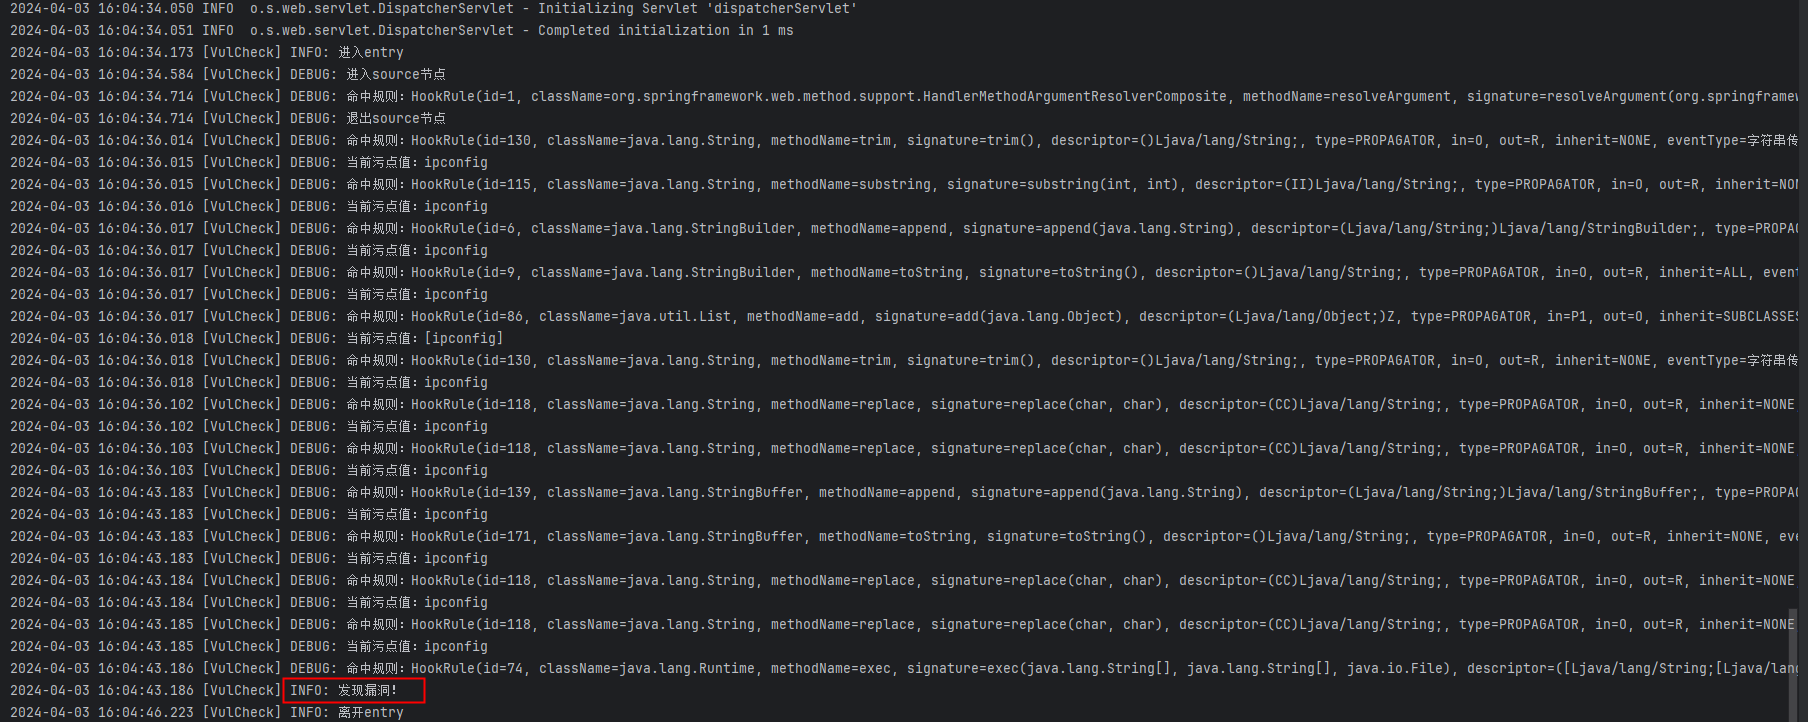 2024-04-03 16:04:34.050 INFO  o.s.web.servlet.DispatcherServlet - Initializing Servlet 'dispatcherServlet'
2024-04-03 16:04:34.051 INFO  o.s.web.servlet.DispatcherServlet - Completed initialization in 1 ms
2024-04-03 16:04:34.173 [VulCheck] INFO: 进入entry
2024-04-03 16:04:34.584 [VulCheck] DEBUG: 进入source节点
2024-04-03 16:04:34.714 [VulCheck] DEBUG: 命中规则：HookRule(id=1, className=org.springframework.web.method.support.HandlerMethodArgumentResolverComposite, methodName=resolveArgument, signature=resolveArgument(org.springframew
2024-04-03 16:04:34.714 [VulCheck] DEBUG: 退出source节点
2024-04-03 16:04:36.014 [VulCheck] DEBUG: 命中规则：HookRule(id=130, className=java.lang.String, methodName=trim, signature=trim(), descriptor=()Ljava/lang/String;, type=PROPAGATOR, in=O, out=R, inherit=NONE, eventType=字符串传
2024-04-03 16:04:36.015 [VulCheck] DEBUG: 当前污点值：ipconfig
2024-04-03 16:04:36.015 [VulCheck] DEBUG: 命中规则：HookRule(id=115, className=java.lang.String, methodName=substring, signature=substring(int, int), descriptor=(II)Ljava/lang/String;, type=PROPAGATOR, in=O, out=R, inherit=NON
2024-04-03 16:04:36.016 [VulCheck] DEBUG: 当前污点值：ipconfig
2024-04-03 16:04:36.017 [VulCheck] DEBUG: 命中规则：HookRule(id=6, className=java.lang.StringBuilder, methodName=append, signature=append(java.lang.String), descriptor=(Ljava/lang/String;)Ljava/lang/StringBuilder;, type=PROPAG
2024-04-03 16:04:36.017 [VulCheck] DEBUG: 当前污点值：ipconfig
2024-04-03 16:04:36.017 [VulCheck] DEBUG: 命中规则：HookRule(id=9, className=java.lang.StringBuilder, methodName=toString, signature=toString(), descriptor=()Ljava/lang/String;, type=PROPAGATOR, in=O, out=R, inherit=ALL, event
2024-04-03 16:04:36.017 [VulCheck] DEBUG: 当前污点值：ipconfig
2024-04-03 16:04:36.017 [VulCheck] DEBUG: 命中规则：HookRule(id=86, className=java.util.List, methodName=add, signature=add(java.lang.Object), descriptor=(Ljava/lang/Object;)Z, type=PROPAGATOR, in=P1, out=O, inherit=SUBCLASSES
2024-04-03 16:04:36.018 [VulCheck] DEBUG: 当前污点值：[ipconfig]
2024-04-03 16:04:36.018 [VulCheck] DEBUG: 命中规则：HookRule(id=130, className=java.lang.String, methodName=trim, signature=trim(), descriptor=()Ljava/lang/String;, type=PROPAGATOR, in=O, out=R, inherit=NONE, eventType=字符串传
2024-04-03 16:04:36.018 [VulCheck] DEBUG: 当前污点值：ipconfig
2024-04-03 16:04:36.102 [VulCheck] DEBUG: 命中规则：HookRule(id=118, className=java.lang.String, methodName=replace, signature=replace(char, char), descriptor=(CC)Ljava/lang/String;, type=PROPAGATOR, in=O, out=R, inherit=NONE
2024-04-03 16:04:36.102 [VulCheck] DEBUG: 当前污点值：ipconfig
2024-04-03 16:04:36.103 [VulCheck] DEBUG: 命中规则：HookRule(id=118, className=java.lang.String, methodName=replace, signature=replace(char, char), descriptor=(CC)Ljava/lang/String;, type=PROPAGATOR, in=O, out=R, inherit=NONE
2024-04-03 16:04:36.103 [VulCheck] DEBUG: 当前污点值：ipconfig
2024-04-03 16:04:43.183 [VulCheck] DEBUG: 命中规则：HookRule(id=139, className=java.lang.StringBuffer, methodName=append, signature=append(java.lang.String), descriptor=(Ljava/lang/String;)Ljava/lang/StringBuffer;, type=PROPAG
2024-04-03 16:04:43.183 [VulCheck] DEBUG: 当前污点值：ipconfig
2024-04-03 16:04:43.183 [VulCheck] DEBUG: 命中规则：HookRule(id=171, className=java.lang.StringBuffer, methodName=toString, signature=toString(), descriptor=()Ljava/lang/String;, type=PROPAGATOR, in=O, out=R, inherit=NONE, eve
2024-04-03 16:04:43.183 [VulCheck] DEBUG: 当前污点值：ipconfig
2024-04-03 16:04:43.184 [VulCheck] DEBUG: 命中规则：HookRule(id=118, className=java.lang.String, methodName=replace, signature=replace(char, char), descriptor=(CC)Ljava/lang/String;, type=PROPAGATOR, in=O, out=R, inherit=NONE
2024-04-03 16:04:43.184 [VulCheck] DEBUG: 当前污点值：ipconfig
2024-04-03 16:04:43.185 [VulCheck] DEBUG: 命中规则：HookRule(id=118, className=java.lang.String, methodName=replace, signature=replace(char, char), descriptor=(CC)Ljava/lang/String;, type=PROPAGATOR, in=O, out=R, inherit=NONE
2024-04-03 16:04:43.185 [VulCheck] DEBUG: 当前污点值：ipconfig
2024-04-03 16:04:43.186 [VulCheck] DEBUG: 命中规则：HookRule(id=74, className=java.lang.Runtime, methodName=exec, signature=exec(java.lang.String[], java.lang.String[], java.io.File), descriptor=([Ljava/lang/String;[Ljava/lang
2024-04-03 16:04:43.186 [VulCheck] INFO: 发现漏洞！
2024-04-03 16:04:46.223 [VulCheck] INFO: 离开entry